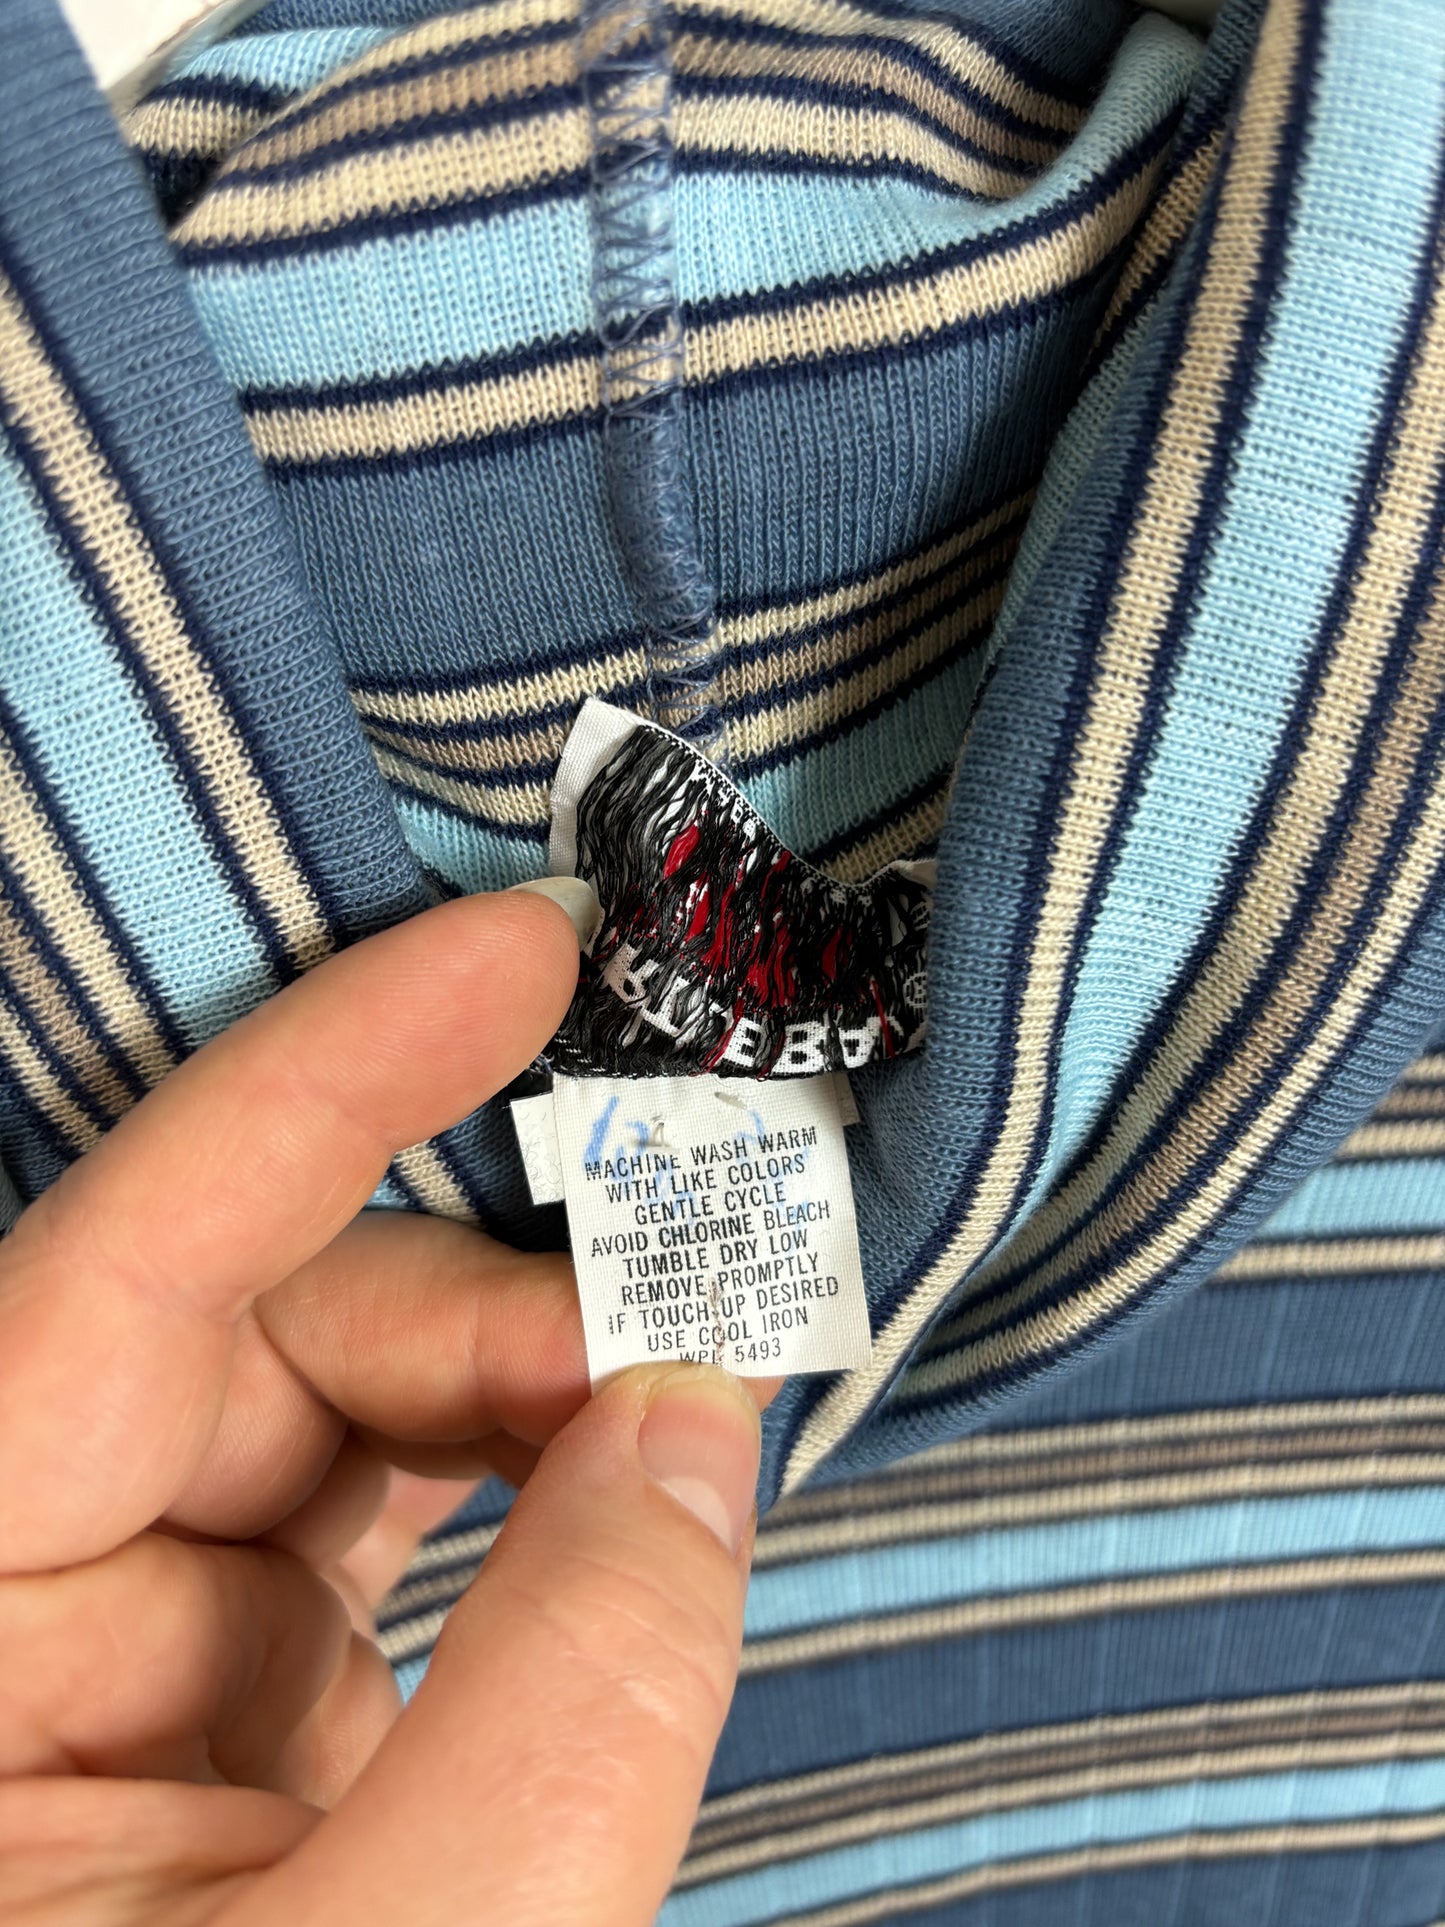 MACHINE WASH WARM
WITH LIKE COLORS
GENTLE CYCLE
AVOID CHLORINE BLEACH
TUMBLE DRY LOW
REMOVE PROMPTLY
IF TOUCH-UP DESIRED
USE COOL IRON
WPL 5493